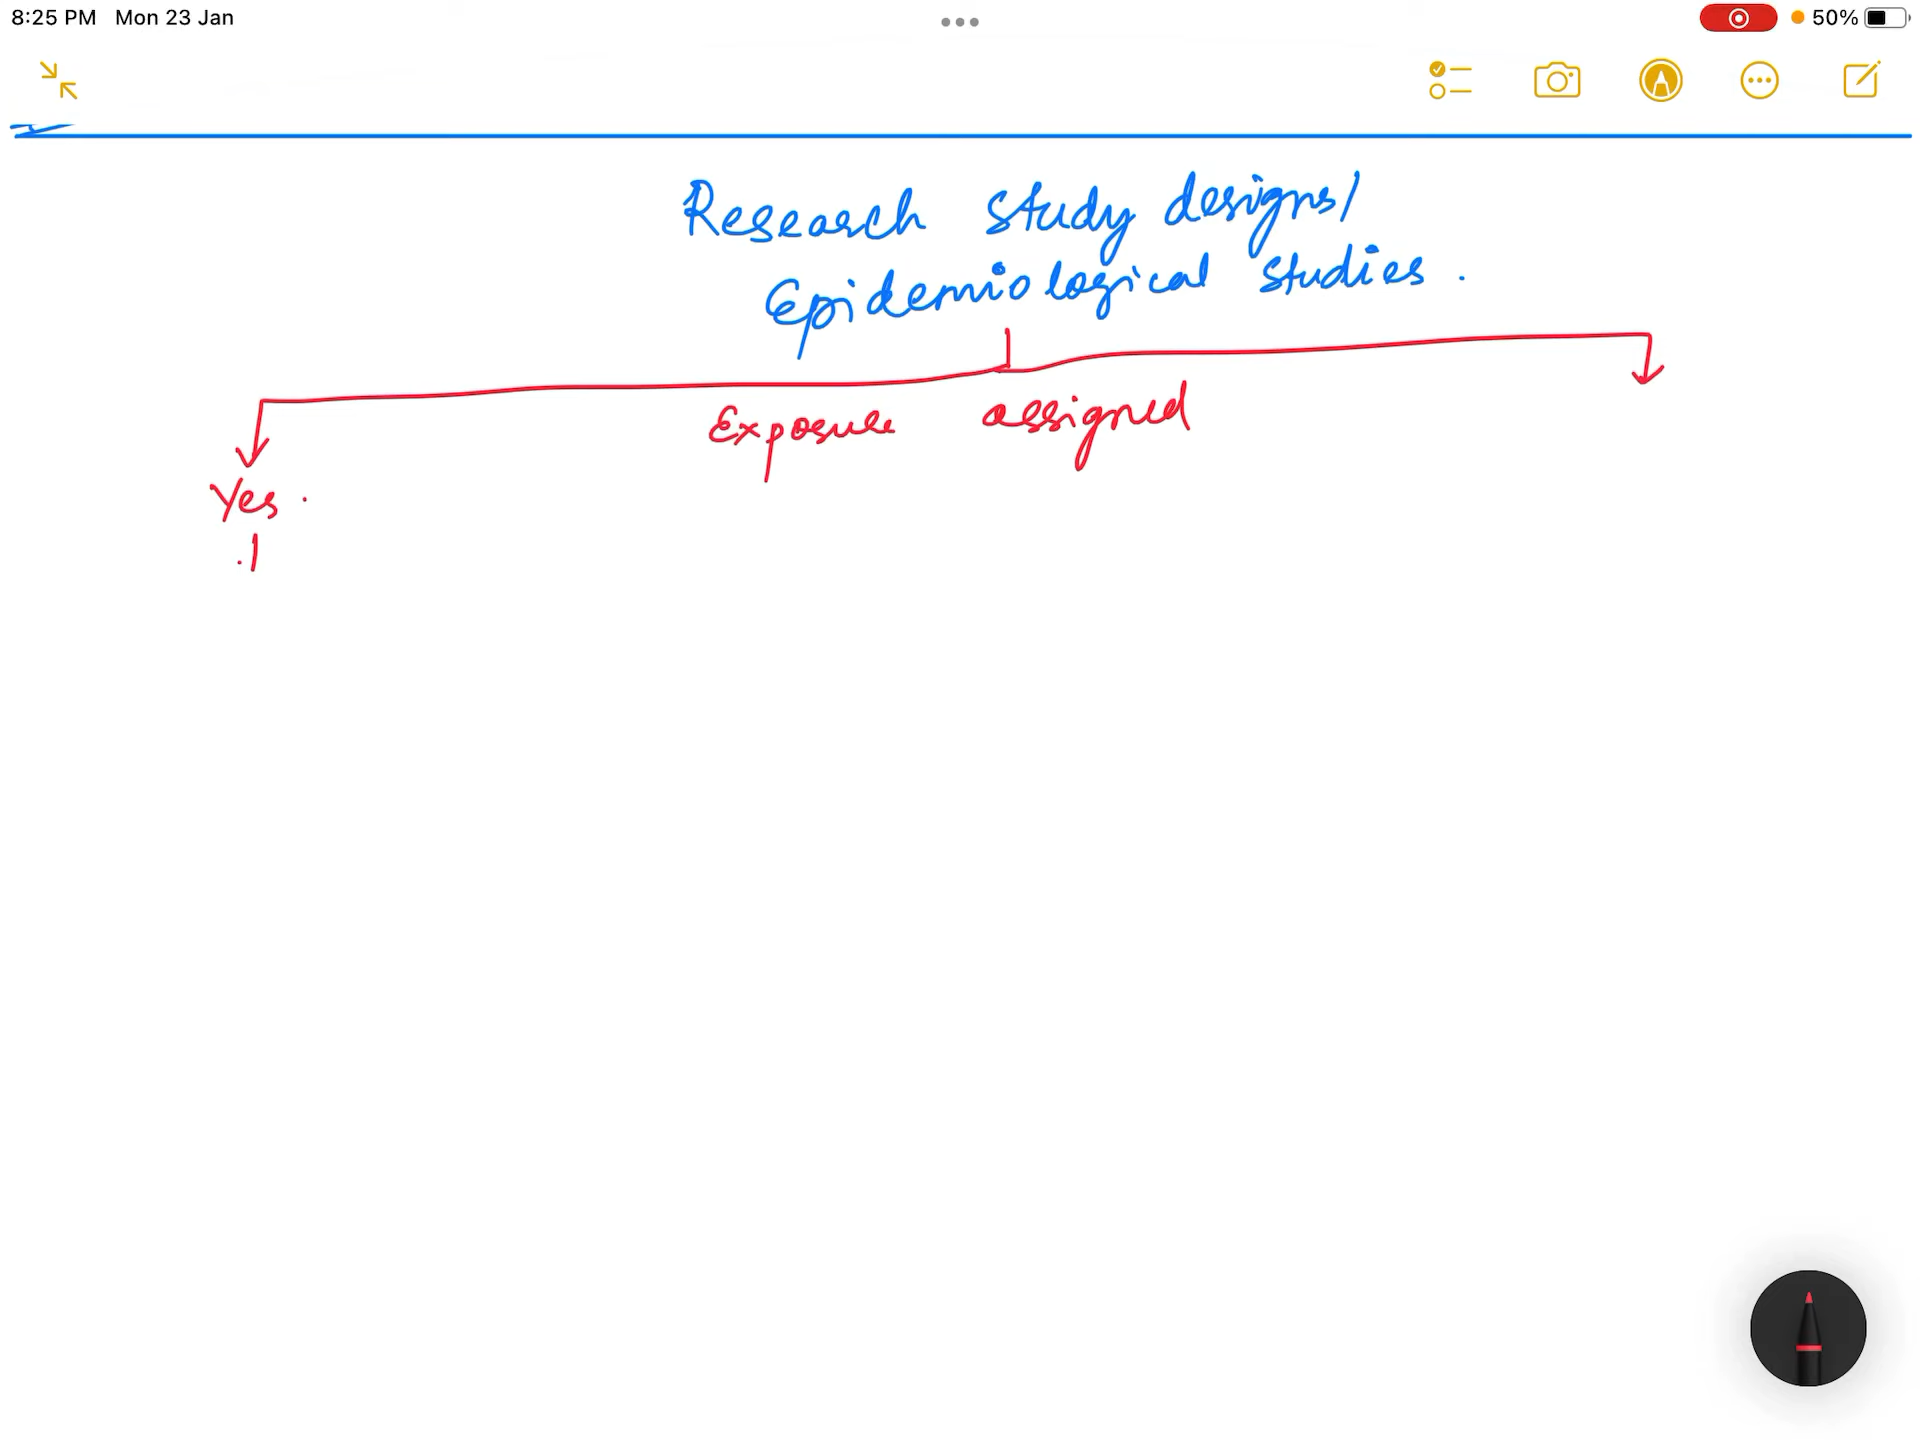 8:25 PM Mon 23 Jan
50%
Research study designs/
Epidemiological studies.
Exposure assigned
Yes.